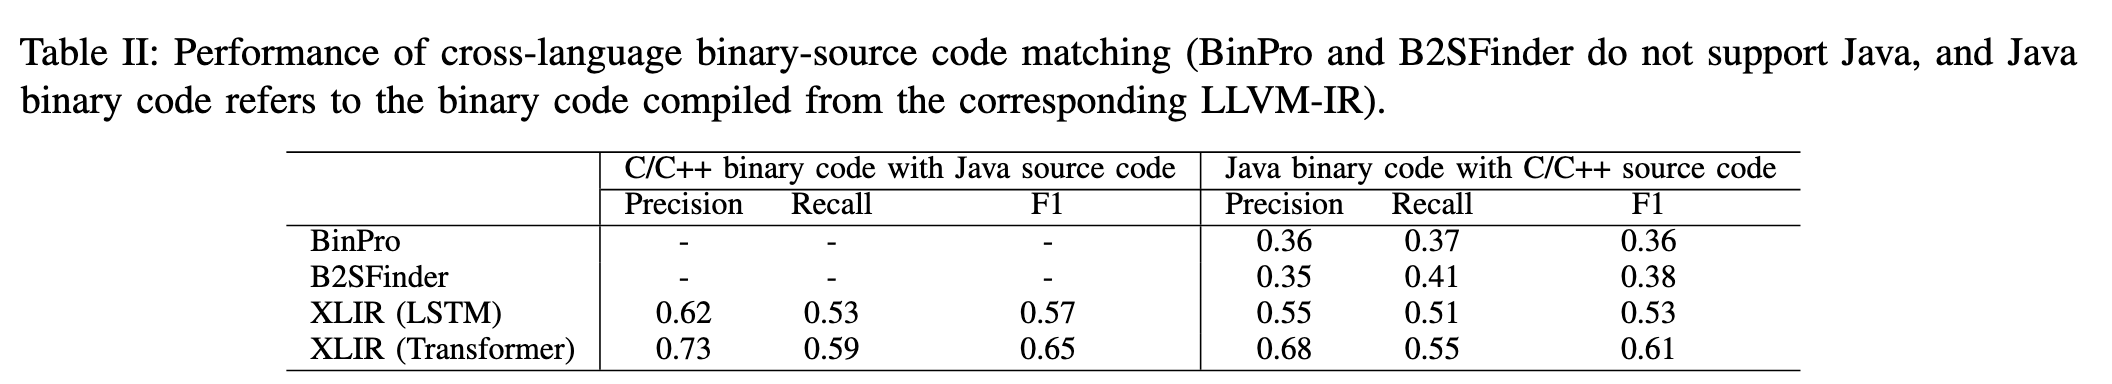 Table II: Performance of cross-language binary-source code matching (BinPro and B2SFinder do not support Java, and Java
binary code refers to the binary code compiled from the corresponding LLVM-IR).
C/C++ binary code with Java source code Java binary code with C/C++ source code
Precision Recall F1 Precision Recall F1
BinPro - - - 0.36 0.37 0.36
B2SFinder - - - 0.35 0.41 0.38
XLIR (LSTM) 0.62 0.53 0.57 0.55 0.51 0.53
XLIR (Transformer) 0.73 0.59 0.65 0.68 0.55 0.61